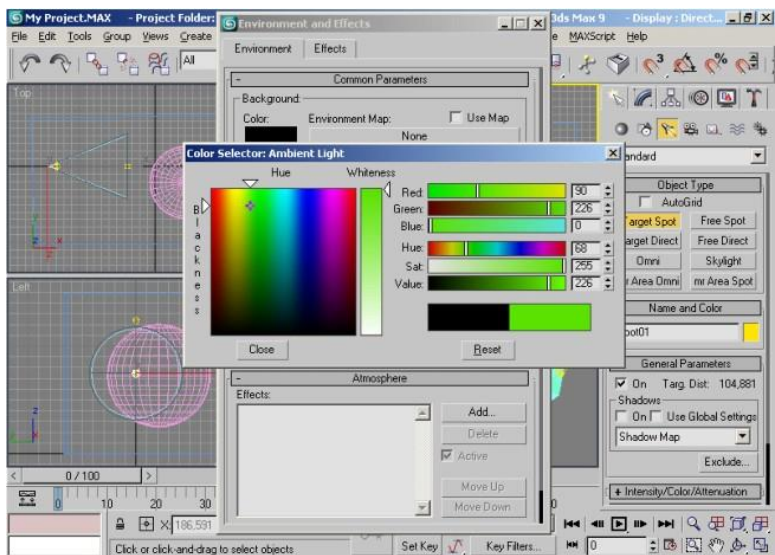 My Project.MAX - Project Folder:
Environment and Effects
3ds Max 9 - Display : Direct...
File Edit Tools Group Views Create
e MAXScript Help
All
Environment Effects
- Common Parameters
Background:
Color: Environment Map: Use Map
None
Top
Color Selector: Ambient Light
Hue Whiteness
Blackness
Red: 90
Green: 226
Blue: 0
Hue: 68
Sat: 255
Value: 226
Close Reset
andard
Object Type
AutoGrid
Target Spot Free Spot
arget Direct Free Direct
Omni Skylight
r Area Omni mr Area Spot
Name and Color
pot01
General Parameters
On Targ. Dist: 104,881
Shadows
On Use Global Settings
Shadow Map
Exclude...
+ Intensity/Color/Attenuation
Left
- Atmosphere
Effects:
Add...
Delete
Active
Move Up
Move Down
< 0 / 100 >
0 10 20 30
X: 186.591
Click or click-and-drag to select objects
Set Key Key Filters...
0